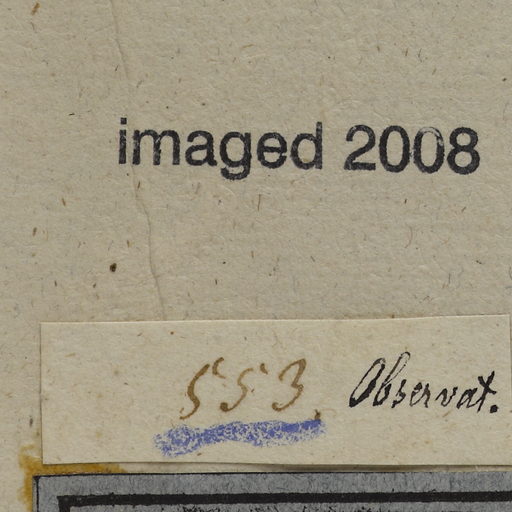 imaged 2008
553. Observat.